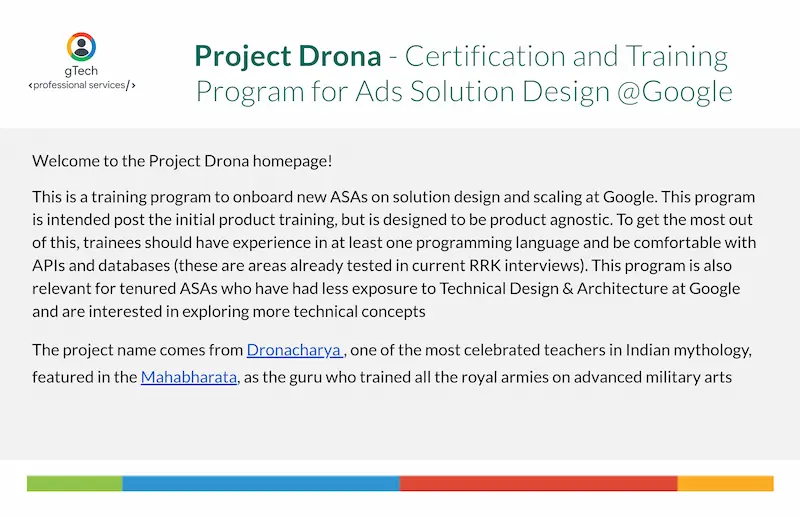 gTech
<professional services/>
Project Drona - Certification and Training
Program for Ads Solution Design @Google
Welcome to the Project Drona homepage!
This is a training program to onboard new ASAs on solution design and scaling at Google. This program
is intended post the initial product training, but is designed to be product agnostic. To get the most out
of this, trainees should have experience in at least one programming language and be comfortable with
APIs and databases (these are areas already tested in current RRK interviews). This program is also
relevant for tenured ASAs who have had less exposure to Technical Design & Architecture at Google
and are interested in exploring more technical concepts
The project name comes from Dronacharya , one of the most celebrated teachers in Indian mythology,
featured in the Mahabharata, as the guru who trained all the royal armies on advanced military arts